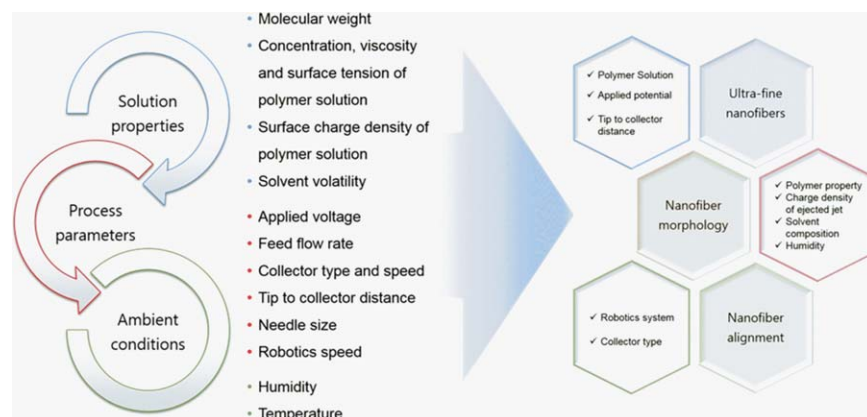 Solution
properties
Process
parameters
Ambient
conditions
• Molecular weight
• Concentration, viscosity
and surface tension of
polymer solution
• Surface charge density of
polymer solution
• Solvent volatility
• Applied voltage
• Feed flow rate
• Collector type and speed
• Tip to collector distance
• Needle size
• Robotics speed
• Humidity
• Temperature
✓ Polymer Solution
✓ Applied potential
✓ Tip to collector
distance
Ultra-fine
nanofibers
Nanofiber
morphology
✓ Polymer property
✓ Charge density
of ejected jet
✓ Solvent
composition
✓ Humidity
✓ Robotics system
✓ Collector type
Nanofiber
alignment